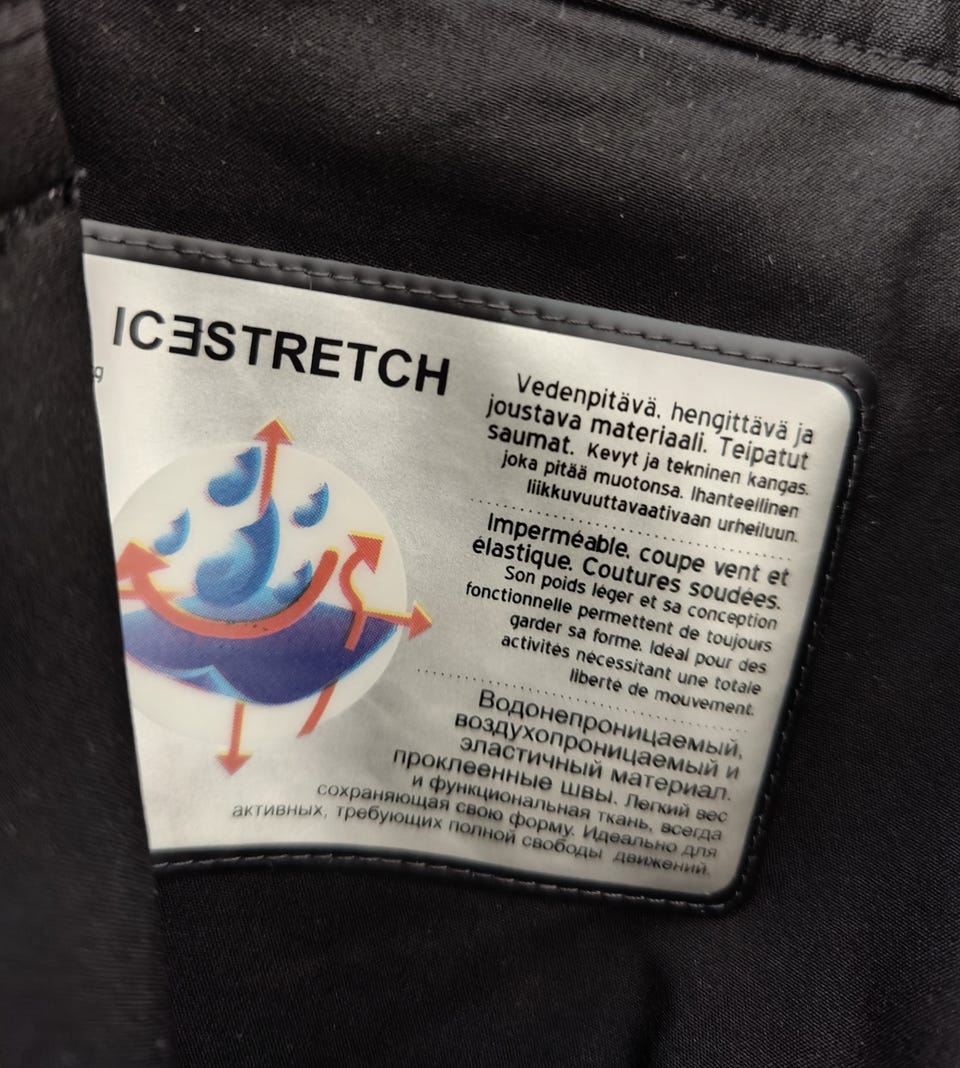 ICƎSTRETCH
Vedenpitävä, hengittävä ja
joustava materiaali. Teipatut
saumat. Kevyt ja tekninen kangas,
joka pitää muotonsa. Ihanteellinen
liikkuvuuttavaativaan urheiluun.
Imperméable, coupe vent et
élastique. Coutures soudées.
Son poids léger et sa conception
fonctionnelle permettent de toujours
garder sa forme. Idéal pour des
activités nécessitant une totale
liberté de mouvement.
Водонепроницаемый,
воздухопроницаемый и
эластичный материал.
проклеенные швы. Легкий вес
и функциональная ткань, всегда
сохраняющая свою форму. Идеально для
активных, требующих полной свободы движений.